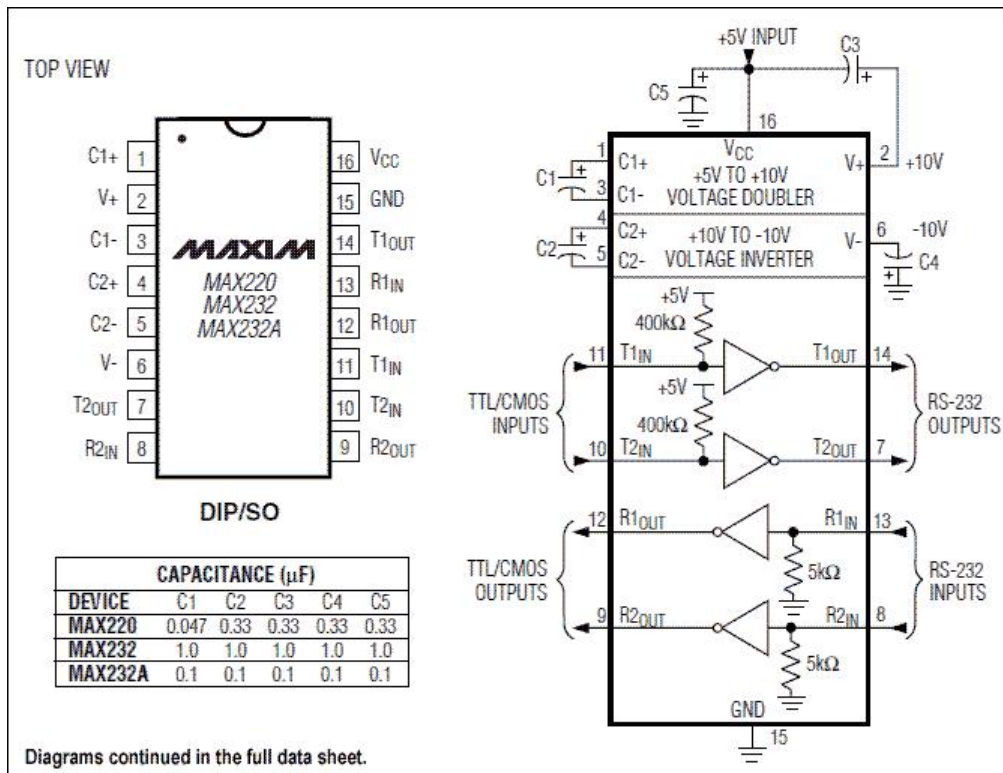 TOP VIEW
C1+ 1
V+ 2
C1- 3
C2+ 4
C2- 5
V- 6
T2OUT 7
R2IN 8
16 VCC
15 GND
14 T1OUT
13 R1IN
12 R1OUT
11 T1IN
10 T2IN
9 R2OUT
MAXIM
MAX220
MAX232
MAX232A
DIP/SO
CAPACITANCE (μF)
DEVICE C1 C2 C3 C4 C5
MAX220 0.047 0.33 0.33 0.33 0.33
MAX232 1.0 1.0 1.0 1.0 1.0
MAX232A 0.1 0.1 0.1 0.1 0.1
Diagrams continued in the full data sheet.
+5V INPUT
C3
+
+
C5
16
VCC
1
C1+
+
C1
3
C1-
+5V TO +10V
VOLTAGE DOUBLER
V+
2
+10V
4
C2+
+
C2
5
C2-
+10V TO -10V
VOLTAGE INVERTER
V-
6
-10V
C4
+
+5V
400kΩ
11 T1IN
T1OUT 14
+5V
400kΩ
10 T2IN
T2OUT 7
TTL/CMOS
INPUTS
RS-232
OUTPUTS
12 R1OUT
R1IN 13
5kΩ
9 R2OUT
R2IN 8
5kΩ
TTL/CMOS
OUTPUTS
RS-232
INPUTS
GND
15